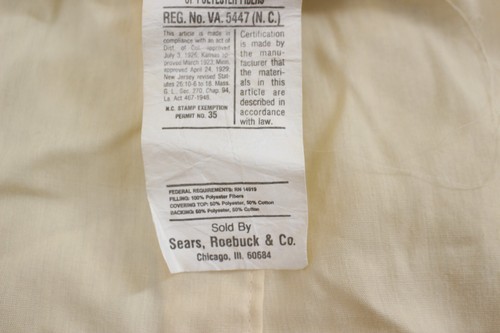 OF POLYESTER FIBERS
REG. No. VA. 5447 (N. C.)
This article is made in
compliance with an act of
Dist. of Col. approved
July 3, 1926; Kansas ap-
proved March 1923; Minn.
approved April 24, 1929;
New Jersey revised Stat-
utes 26:10-6 to 18. Mass.
G. L., Sec. 270, Chap. 94,
La. Act 467-1948.
N.C. STAMP EXEMPTION
PERMIT NO. 35
Certification
is made by
the manu-
facturer that
the materi-
als in this
article are
described in
accordance
with law.
FEDERAL REQUIREMENTS: RN 14919
FILLING: 100% Polyester Fibers
COVERING TOP: 50% Polyester, 50% Cotton
BACKING: 50% Polyester, 50% Cotton
Sold By
Sears, Roebuck & Co.
Chicago, Ill. 60684